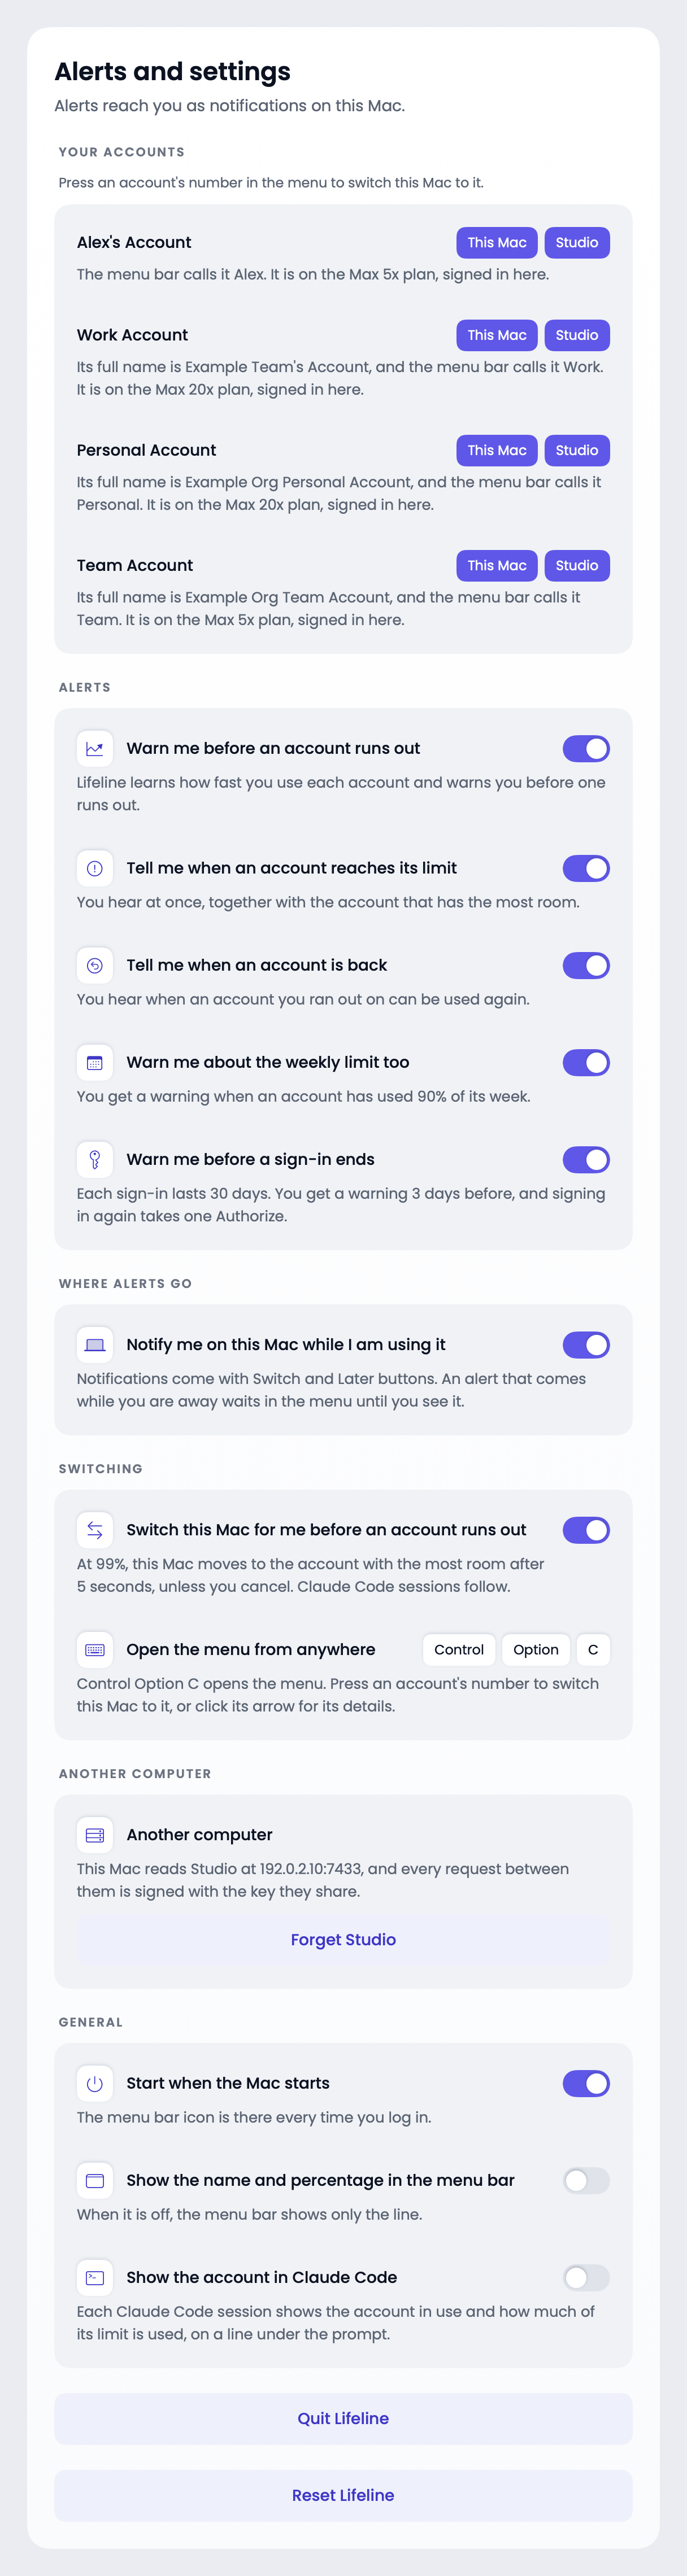 Alerts and settings
Alerts reach you as notifications on this Mac.
YOUR ACCOUNTS
Press an account's number in the menu to switch this Mac to it.
Alex's Account
This Mac
Studio
The menu bar calls it Alex. It is on the Max 5x plan, signed in here.
Work Account
This Mac
Studio
Its full name is Example Team's Account, and the menu bar calls it Work.
It is on the Max 20x plan, signed in here.
Personal Account
This Mac
Studio
Its full name is Example Org Personal Account, and the menu bar calls it
Personal. It is on the Max 20x plan, signed in here.
Team Account
This Mac
Studio
Its full name is Example Org Team Account, and the menu bar calls it
Team. It is on the Max 5x plan, signed in here.
ALERTS
Warn me before an account runs out
Lifeline learns how fast you use each account and warns you before one
runs out.
Tell me when an account reaches its limit
You hear at once, together with the account that has the most room.
Tell me when an account is back
You hear when an account you ran out on can be used again.
Warn me about the weekly limit too
You get a warning when an account has used 90% of its week.
Warn me before a sign-in ends
Each sign-in lasts 30 days. You get a warning 3 days before, and signing
in again takes one Authorize.
WHERE ALERTS GO
Notify me on this Mac while I am using it
Notifications come with Switch and Later buttons. An alert that comes
while you are away waits in the menu until you see it.
SWITCHING
Switch this Mac for me before an account runs out
At 99%, this Mac moves to the account with the most room after
5 seconds, unless you cancel. Claude Code sessions follow.
Open the menu from anywhere
Control
Option
C
Control Option C opens the menu. Press an account's number to switch
this Mac to it, or click its arrow for its details.
ANOTHER COMPUTER
Another computer
This Mac reads Studio at 192.0.2.10:7433, and every request between
them is signed with the key they share.
Forget Studio
GENERAL
Start when the Mac starts
The menu bar icon is there every time you log in.
Show the name and percentage in the menu bar
When it is off, the menu bar shows only the line.
Show the account in Claude Code
Each Claude Code session shows the account in use and how much of
its limit is used, on a line under the prompt.
Quit Lifeline
Reset Lifeline